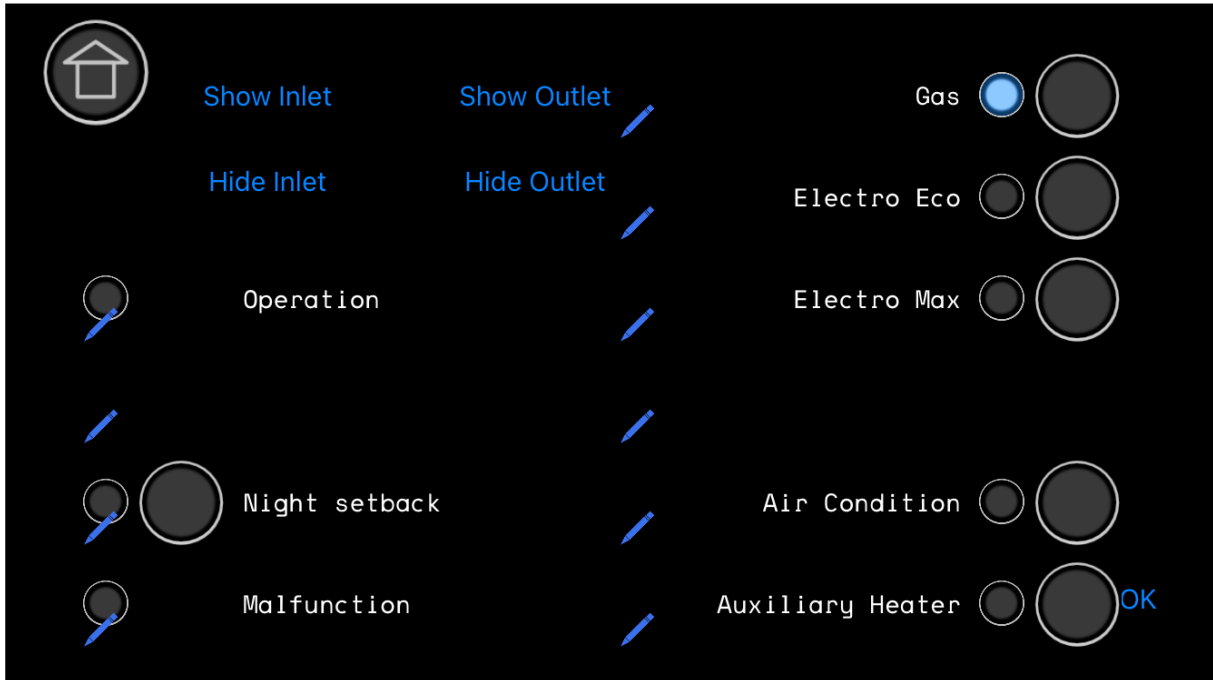 Show Inlet
Show Outlet
Gas
Hide Inlet
Hide Outlet
Electro Eco
Operation
Electro Max
Night setback
Air Condition
Malfunction
Auxiliary Heater
OK